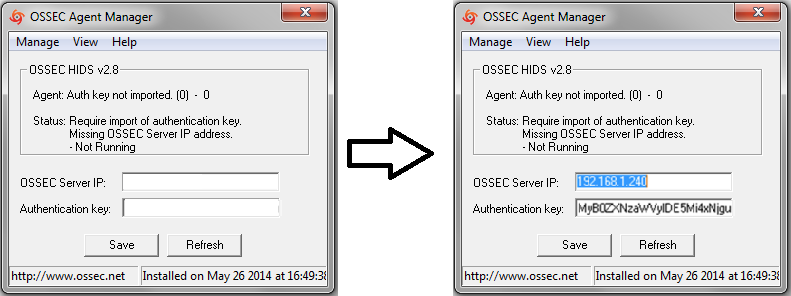 OSSEC Agent Manager
Manage View Help
OSSEC HIDS v2.8
Agent: Auth key not imported. (0) - 0
Status: Require import of authentication key.
Missing OSSEC Server IP address.
- Not Running
OSSEC Server IP:
Authentication key:
Save Refresh
http://www.ossec.net Installed on May 26 2014 at 16:49:38
OSSEC Agent Manager
Manage View Help
OSSEC HIDS v2.8
Agent: Auth key not imported. (0) - 0
Status: Require import of authentication key.
Missing OSSEC Server IP address.
- Not Running
OSSEC Server IP: 192.168.1.240
Authentication key: MyB0ZXNzaWVyIDE5Mi4xNjgu
Save Refresh
http://www.ossec.net Installed on May 26 2014 at 16:49:38